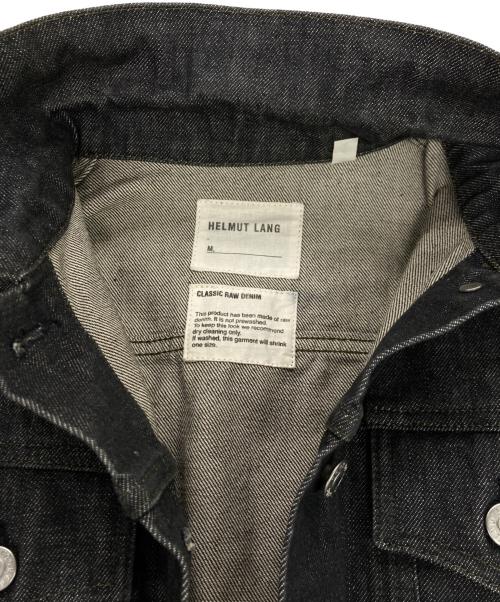 HELMUT LANG
M.
CLASSIC RAW DENIM
This product has been made of raw
denim. It is not prewashed.
To keep this look we recommend
dry cleaning only.
If washed, this garment will shrink
one size.